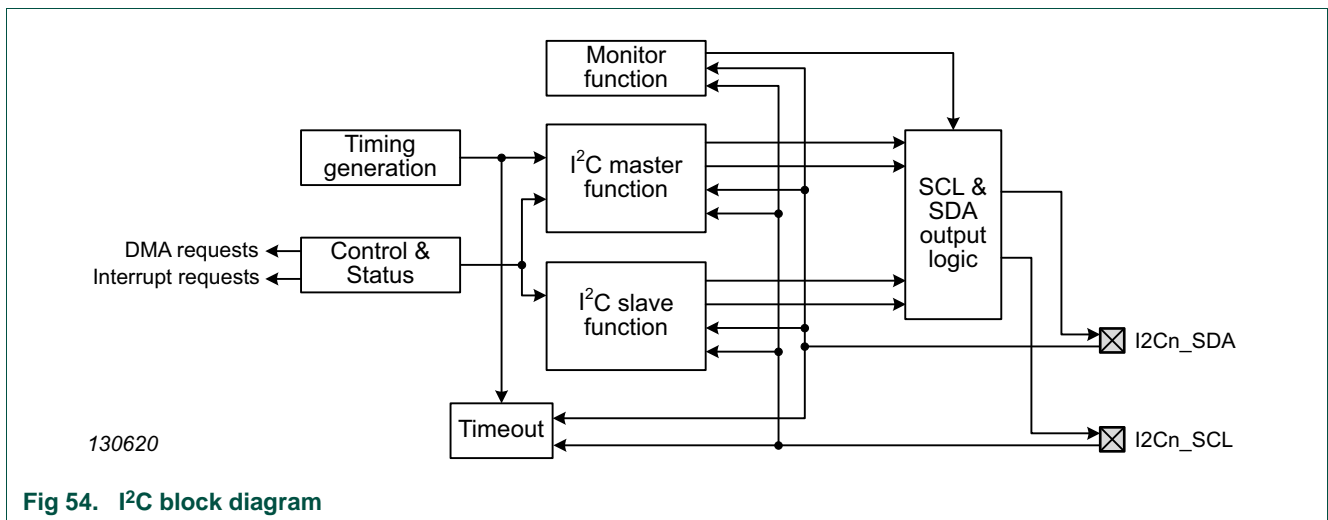 Monitor
function
Timing
generation
I²C master
function
SCL &
SDA
output
logic
DMA requests
Interrupt requests
Control &
Status
I²C slave
function
I2Cn_SDA
Timeout
I2Cn_SCL
130620
Fig 54. I²C block diagram